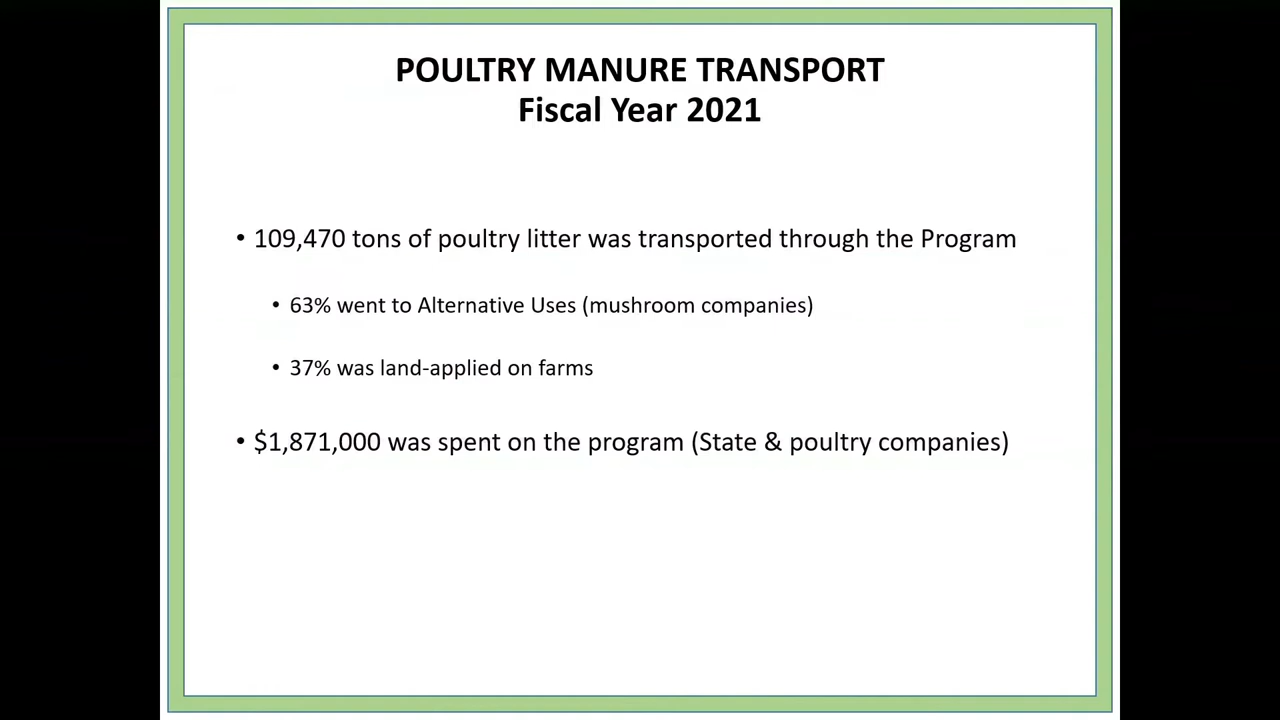 POULTRY MANURE TRANSPORT
Fiscal Year 2021
• 109,470 tons of poultry litter was transported through the Program
• 63% went to Alternative Uses (mushroom companies)
• 37% was land-applied on farms
• $1,871,000 was spent on the program (State & poultry companies)